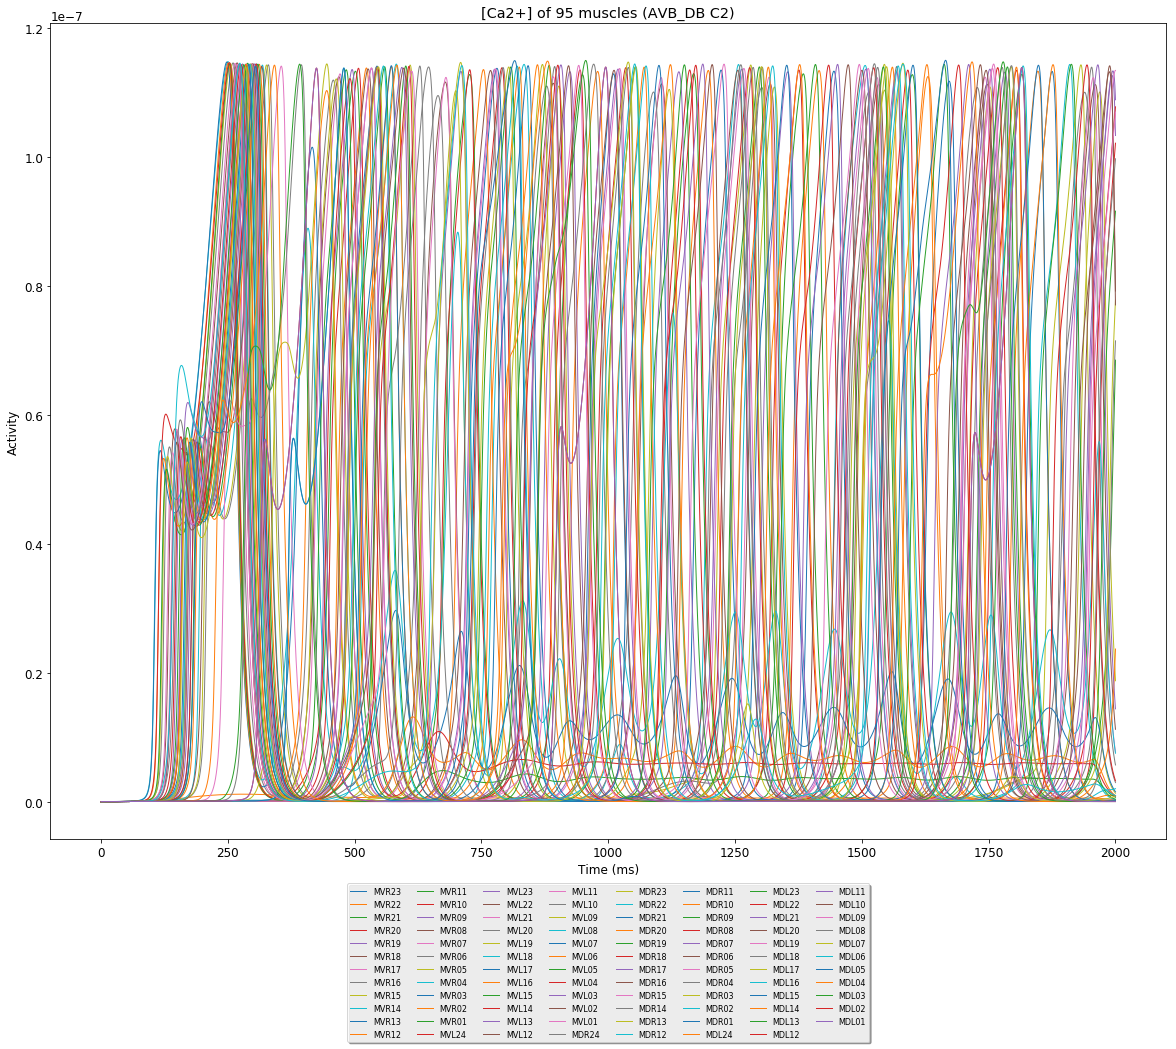 [Ca2+] of 95 muscles (AVB_DB C2)
1e−7
1.2
1.0
0.8
0.6
0.4
0.2
0.0
Activity
0 250 500 750 1000 1250 1500 1750 2000
Time (ms)
MVR23 MVR11 MVL23 MVL11 MDR23 MDR11 MDL23 MDL11
MVR22 MVR10 MVL22 MVL10 MDR22 MDR10 MDL22 MDL10
MVR21 MVR09 MVL21 MVL09 MDR21 MDR09 MDL21 MDL09
MVR20 MVR08 MVL20 MVL08 MDR20 MDR08 MDL20 MDL08
MVR19 MVR07 MVL19 MVL07 MDR19 MDR07 MDL19 MDL07
MVR18 MVR06 MVL18 MVL06 MDR18 MDR06 MDL18 MDL06
MVR17 MVR05 MVL17 MVL05 MDR17 MDR05 MDL17 MDL05
MVR16 MVR04 MVL16 MVL04 MDR16 MDR04 MDL16 MDL04
MVR15 MVR03 MVL15 MVL03 MDR15 MDR03 MDL15 MDL03
MVR14 MVR02 MVL14 MVL02 MDR14 MDR02 MDL14 MDL02
MVR13 MVR01 MVL13 MVL01 MDR13 MDR01 MDL13 MDL01
MVR12 MVL24 MVL12 MDR24 MDR12 MDL24 MDL12